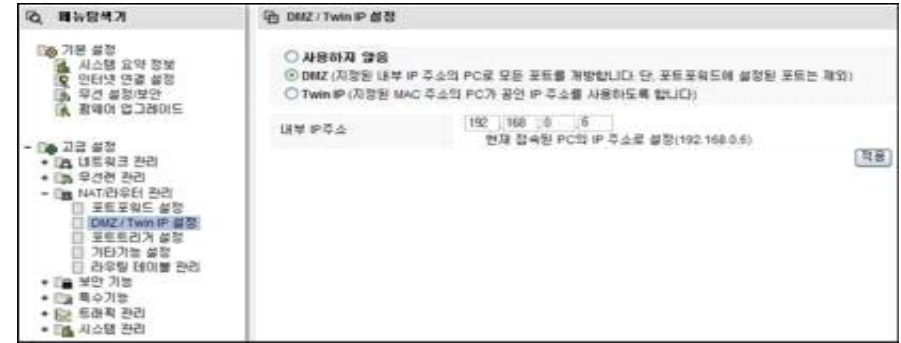 메뉴탐색기
기본 설정
시스템 요약 정보
인터넷 연결 설정
무선 설정/보안
펌웨어 업그레이드
고급 설정
네트워크 관리
무선랜 관리
NAT/라우터 관리
포트포워드 설정
DMZ / Twin IP 설정
포트트리거 설정
기타기능 설정
라우팅 테이블 관리
보안 기능
특수기능
트래픽 관리
시스템 관리
DMZ / Twin IP 설정
사용하지 않음
DMZ (지정된 내부 IP 주소의 PC로 모든 포트를 개방합니다. 단, 포트포워드에 설정된 포트는 제외)
Twin IP (지정된 MAC 주소의 PC가 공인 IP 주소를 사용하도록 합니다)
내부 IP주소
192 .168 .0 .6
현재 접속된 PC의 IP 주소로 설정(192.168.0.6)
적용